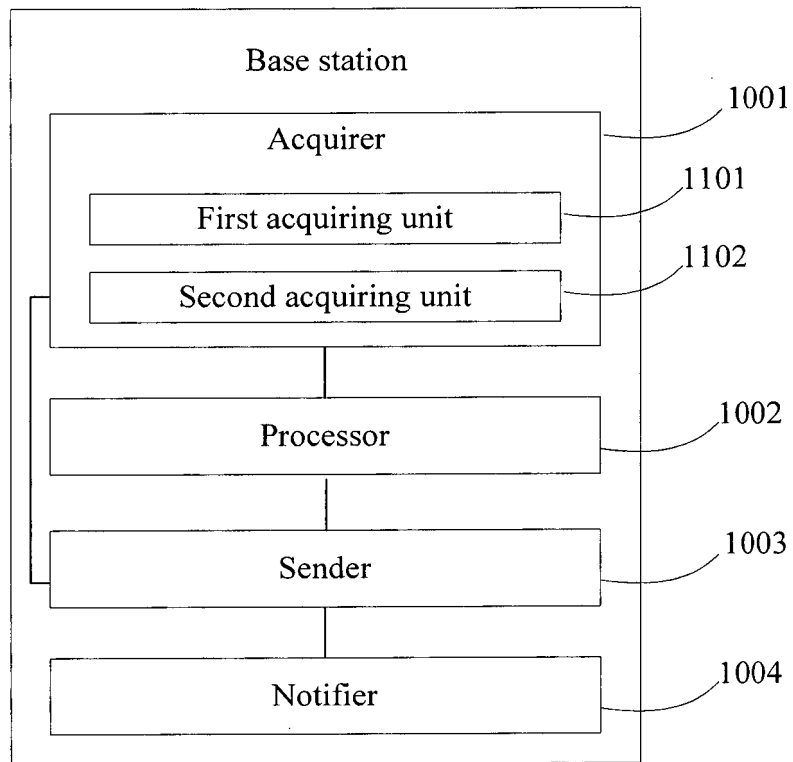 Base station
1001
Acquirer
1101
First acquiring unit
1102
Second acquiring unit
1002
Processor
1003
Sender
1004
Notifier